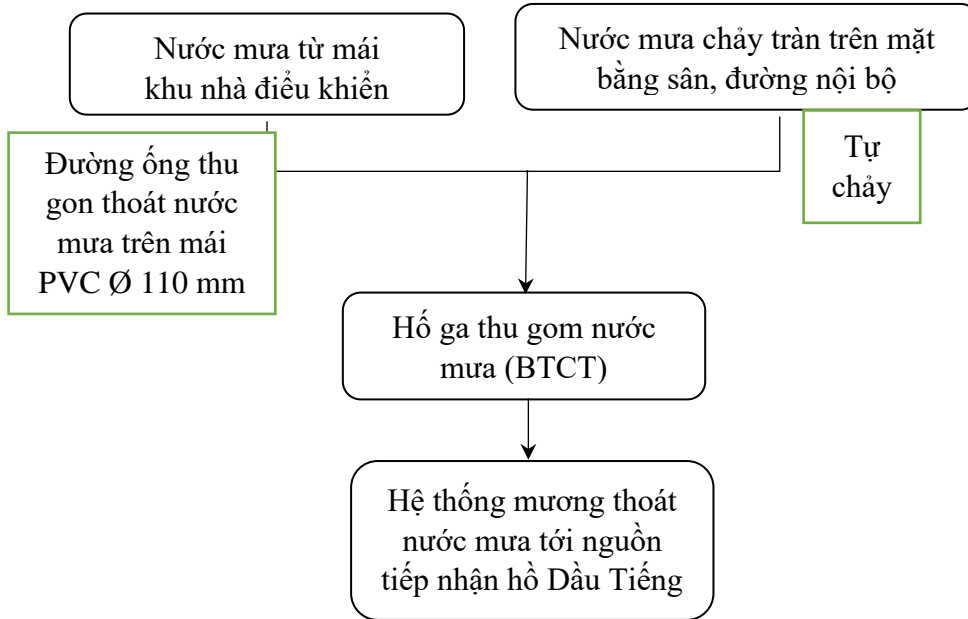 Nước mưa từ mái
khu nhà điểu khiển
Nước mưa chảy tràn trên mặt
bằng sân, đường nội bộ
Đường ống thu
gon thoát nước
mưa trên mái
PVC Ø 110 mm
Tự
chảy
Hố ga thu gom nước
mưa (BTCT)
Hệ thống mương thoát
nước mưa tới nguồn
tiếp nhận hồ Dầu Tiếng